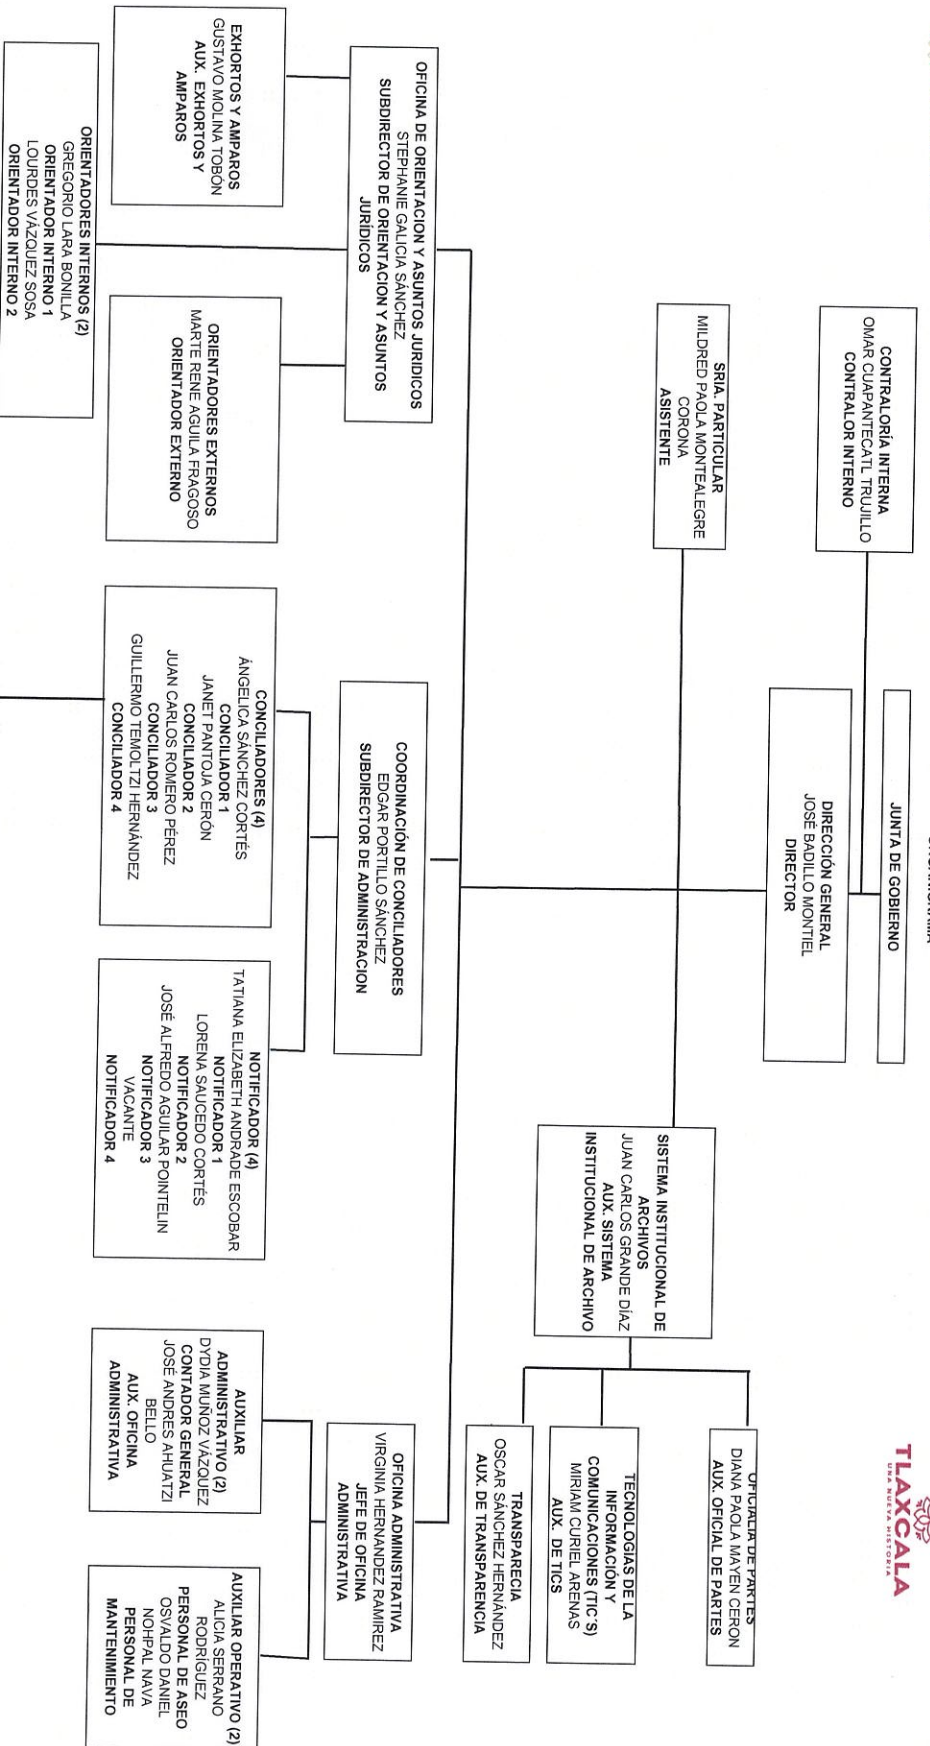 TLAXCALA
UNA NUEVA HISTORIA
JUNTA DE GOBIERNO
CONTRALORÍA INTERNA
OMAR CUAPANTECATL TRUJILLO
CONTRALOR INTERNO
DIRECCIÓN GENERAL
JOSÉ BADILLO MONTIEL
DIRECTOR
OFICIALIA DE PARTES
DIANA PAOLA MAYEN CERON
AUX. OFICIAL DE PARTES
SRIA. PARTICULAR
MILDRED PAOLA MONTEALEGRE
CORONA
ASISTENTE
SISTEMA INSTITUCIONAL DE
ARCHIVOS
JUAN CARLOS GRANDE DÍAZ
AUX. SISTEMA
INSTITUCIONAL DE ARCHIVO
TECNOLOGIAS DE LA
INFORMACIÓN Y
COMUNICACIONES (TIC´S)
MIRIAM CURIEL ARENAS
AUX. DE TICS
TRANSPARECIA
OSCAR SÁNCHEZ HERNÁNDEZ
AUX. DE TRANSPARENCIA
OFICINA DE ORIENTACION Y ASUNTOS JURIDICOS
STEPHANIE GALICIA SÁNCHEZ
SUBDIRECTOR DE ORIENTACION Y ASUNTOS
JURÍDICOS
COORDINACIÓN DE CONCILIADORES
EDGAR PORTILLO SÁNCHEZ
SUBDIRECTOR DE ADMINISTRACION
OFICINA ADMINISTRATIVA
VIRGINIA HERNANDEZ RAMIREZ
JEFE DE OFICINA
ADMINISTRATIVA
EXHORTOS Y AMPAROS
GUSTAVO MOLINA TOBÓN
AUX. EXHORTOS Y
AMPAROS
ORIENTADORES EXTERNOS
MARTE RENE AGUILA FRAGOSO
ORIENTADOR EXTERNO
CONCILIADORES (4)
ÁNGELICA SÁNCHEZ CORTÉS
CONCILIADOR 1
JANET PANTOJA CERÓN
CONCILIADOR 2
JUAN CARLOS ROMERO PÉREZ
CONCILIADOR 3
GUILLERMO TEMOLTZI HERNÁNDEZ
CONCILIADOR 4
NOTIFICADOR (4)
TATIANA ELIZABETH ANDRADE ESCOBAR
NOTIFICADOR 1
LORENA SAUCEDO CORTÉS
NOTIFICADOR 2
JOSÉ ALFREDO AGUILAR POINTELIN
NOTIFICADOR 3
VACANTE
NOTIFICADOR 4
AUXILIAR
ADMINISTRATIVO (2)
DYDIA MUÑOZ VÁZQUEZ
CONTADOR GENERAL
JOSÉ ANDRES AHUATZI
BELLO
AUX. OFICINA
ADMINISTRATIVA
AUXILIAR OPERATIVO (2)
ALICIA SERRANO
RODRÍGUEZ
PERSONAL DE ASEO
OSVALDO DANIEL
NOHPAL NAVA
PERSONAL DE
MANTENIMIENTO
ORIENTADORES INTERNOS (2)
GREGORIO LARA BONILLA
ORIENTADOR INTERNO 1
LOURDES VÁZQUEZ SOSA
ORIENTADOR INTERNO 2